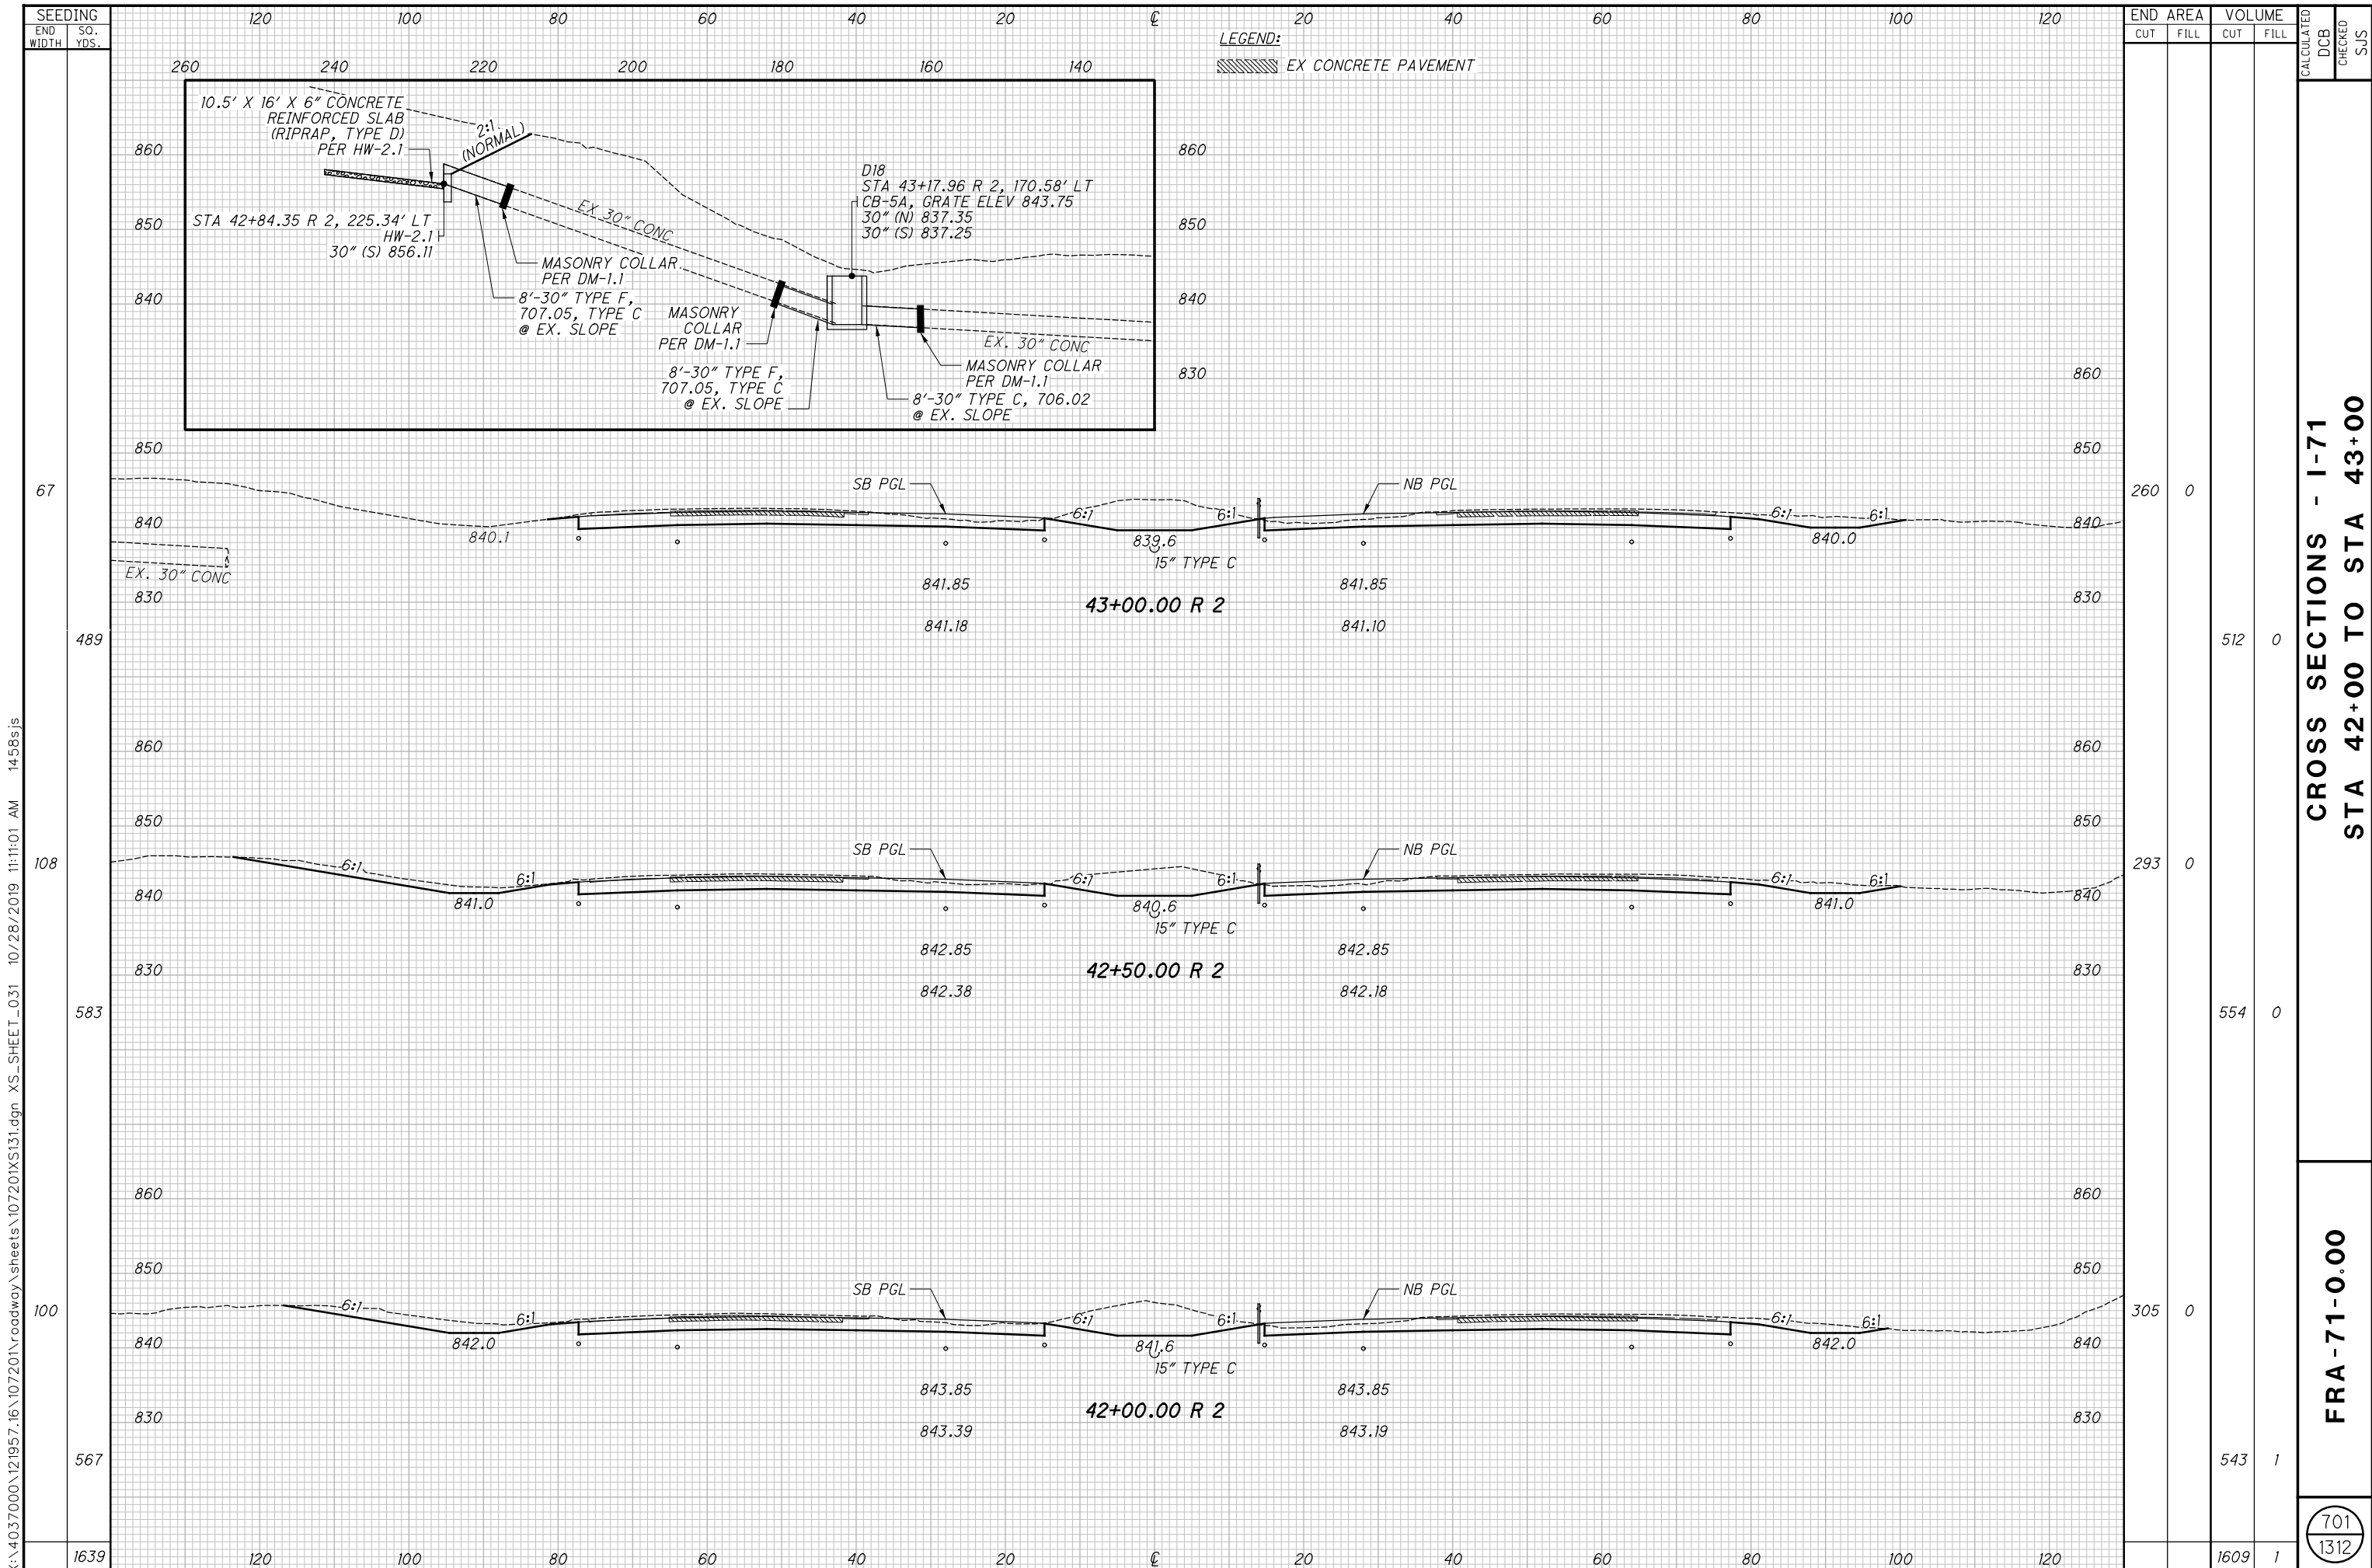 SEEDING
END WIDTH
SQ. YDS.
120 100 80 60 40 20 ℄ 20 40 60 80 100 120
END AREA
VOLUME
CUT FILL CUT FILL
CALCULATED
DCB
CHECKED
SJS
LEGEND:
EX CONCRETE PAVEMENT
260 240 220 200 180 160 140
10.5' X 16' X 6" CONCRETE
REINFORCED SLAB
(RIPRAP, TYPE D)
PER HW-2.1
2:1
(NORMAL)
860 860
850 850
840 840
830
STA 42+84.35 R 2, 225.34' LT
HW-2.1
30" (S) 856.11
EX 30" CONC
D18
STA 43+17.96 R 2, 170.58' LT
CB-5A, GRATE ELEV 843.75
30" (N) 837.35
30" (S) 837.25
MASONRY COLLAR
PER DM-1.1
8'-30" TYPE F,
707.05, TYPE C
@ EX. SLOPE
MASONRY
COLLAR
PER DM-1.1
8'-30" TYPE F,
707.05, TYPE C
@ EX. SLOPE
EX. 30" CONC
MASONRY COLLAR
PER DM-1.1
8'-30" TYPE C, 706.02
@ EX. SLOPE
860
850 850
67
SB PGL NB PGL
260 0
840 6:1 6:1 6:1 6:1 840
840.1 839.6 840.0
15" TYPE C
EX. 30" CONC
841.85 841.85
830 43+00.00 R 2 830
841.18 841.10
489 512 0
860 860
850 850
108
SB PGL NB PGL
293 0
6:1 6:1 6:1 6:1 6:1 6:1
840 840
841.0 840.6 841.0
15" TYPE C
842.85 842.85
830 42+50.00 R 2 830
842.38 842.18
583 554 0
860 860
850 850
SB PGL NB PGL
100 305 0
6:1 6:1 6:1 6:1 6:1 6:1
840 840
842.0 841.6 842.0
15" TYPE C
843.85 843.85
830 42+00.00 R 2 830
843.39 843.19
567 543 1
1639 1609 1
120 100 80 60 40 20 ℄ 20 40 60 80 100 120
CROSS SECTIONS - I-71
STA 42+00 TO STA 43+00
FRA-71-0.00
701
1312
X:\4037000\121957.16\107201\roadway\sheets\107201XS131.dgn XS_SHEET_031 10/28/2019 11:11:01 AM 1458sjs